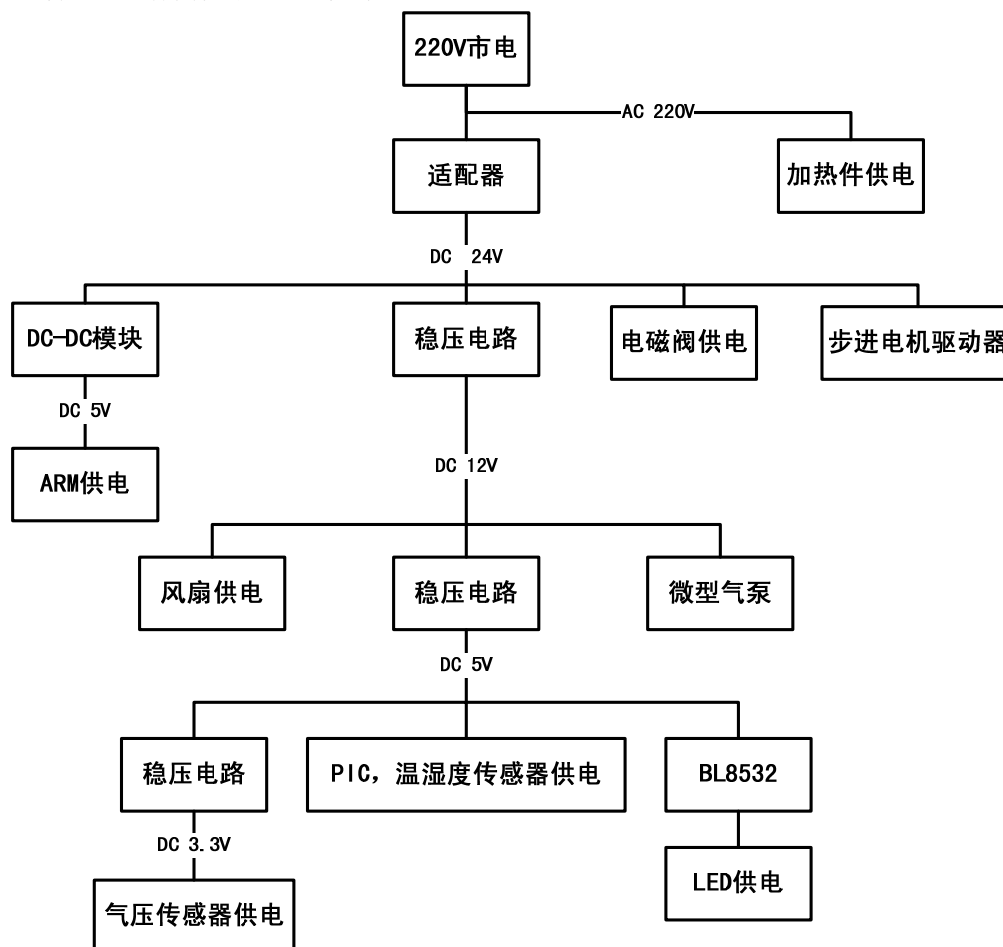 220V市电
AC 220V
适配器
加热件供电
DC 24V
DC-DC模块
稳压电路
电磁阀供电
步进电机驱动器
DC 5V
ARM供电
DC 12V
风扇供电
稳压电路
微型气泵
DC 5V
稳压电路
PIC，温湿度传感器供电
BL8532
DC 3.3V
LED供电
气压传感器供电